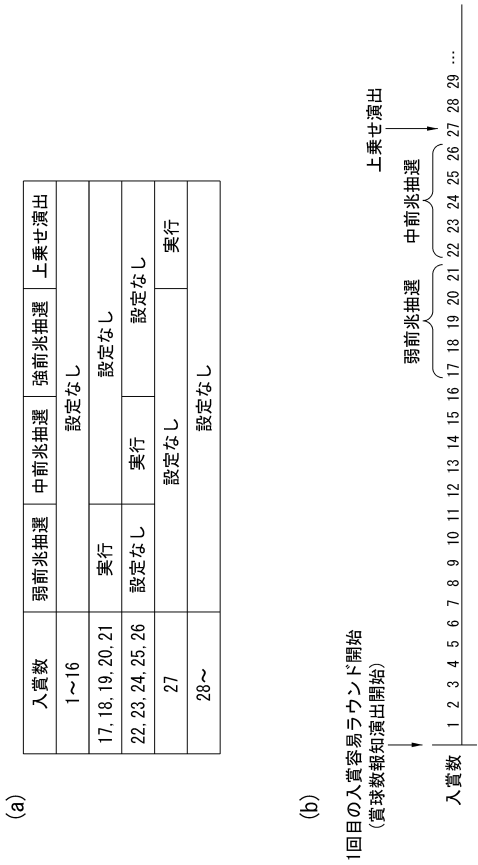 (a)
入賞数 弱前兆抽選 中前兆抽選 強前兆抽選 上乗せ演出
1～16 設定なし
17, 18, 19, 20, 21 実行 設定なし
22, 23, 24, 25, 26 設定なし 実行 設定なし
27 設定なし 実行
28～ 設定なし
(b)
1回目の入賞容易ラウンド開始
(賞球数報知演出開始)
弱前兆抽選 中前兆抽選 上乗せ演出
入賞数 1 2 3 4 5 6 7 8 9 10 11 12 13 14 15 16 17 18 19 20 21 22 23 24 25 26 27 28 29 …